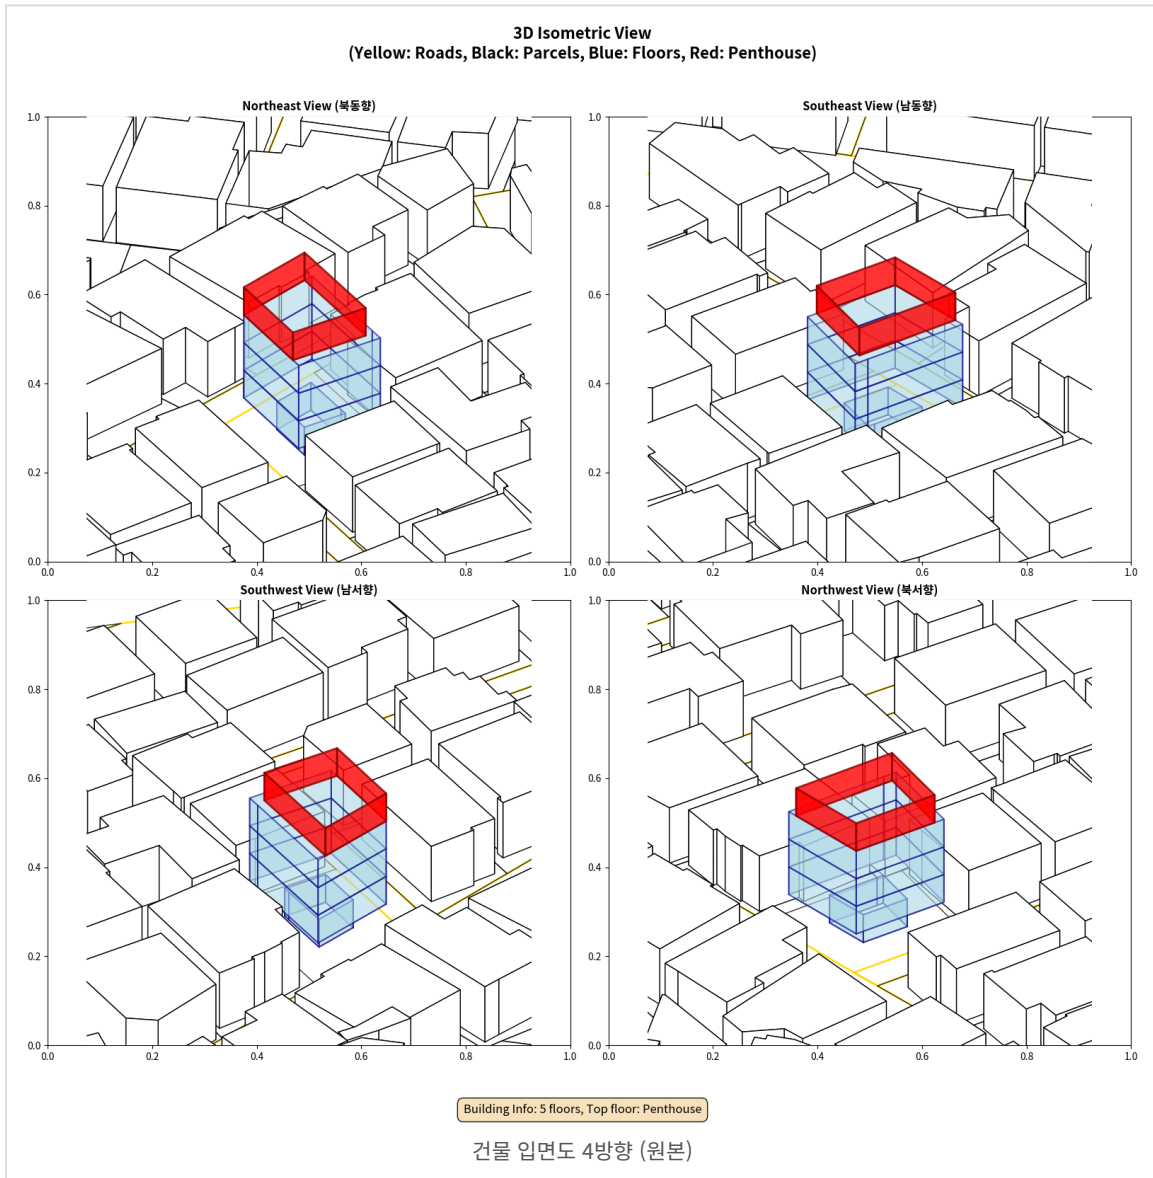 3D Isometric View
(Yellow: Roads, Black: Parcels, Blue: Floors, Red: Penthouse)
Northeast View (북동향)
1.0
0.8
0.6
0.4
0.2
0.0
0.0 0.2 0.4 0.6 0.8 1.0
Southeast View (남동향)
1.0
0.8
0.6
0.4
0.2
0.0
0.0 0.2 0.4 0.6 0.8 1.0
Southwest View (남서향)
1.0
0.8
0.6
0.4
0.2
0.0
0.0 0.2 0.4 0.6 0.8 1.0
Northwest View (북서향)
1.0
0.8
0.6
0.4
0.2
0.0
0.0 0.2 0.4 0.6 0.8 1.0
Building Info: 5 floors, Top floor: Penthouse
건물 입면도 4방향 (원본)